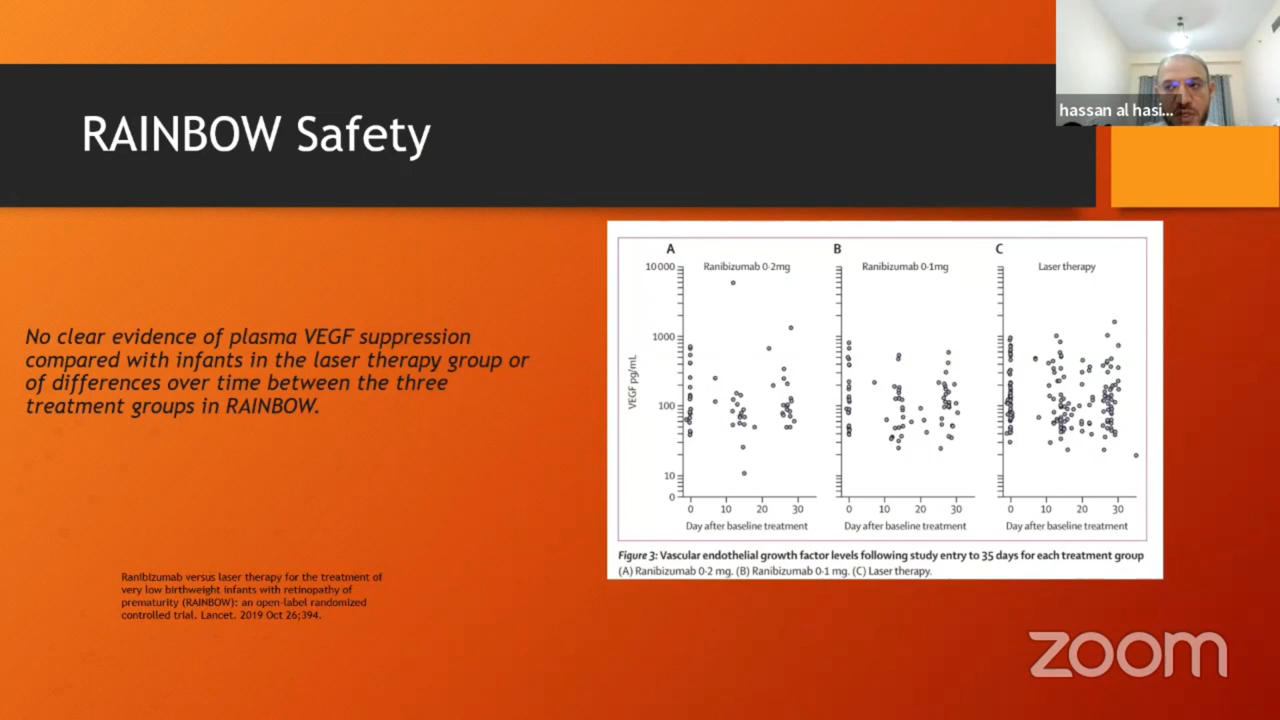 hassan al hasi...
RAINBOW Safety
No clear evidence of plasma VEGF suppression
compared with infants in the laser therapy group or
of differences over time between the three
treatment groups in RAINBOW.
Ranibizumab versus laser therapy for the treatment of
very low birthweight infants with retinopathy of
prematurity (RAINBOW): an open-label randomized
controlled trial. Lancet. 2019 Oct 26;394.
A
B
C
Ranibizumab 0·2mg
Ranibizumab 0·1mg
Laser therapy
VEGF pg/mL
10000
1000
100
10
0
0 10 20 30
0 10 20 30
0 10 20 30
Day after baseline treatment
Day after baseline treatment
Day after baseline treatment
Figure 3: Vascular endothelial growth factor levels following study entry to 35 days for each treatment group
(A) Ranibizumab 0·2 mg. (B) Ranibizumab 0·1 mg. (C) Laser therapy.
zoom